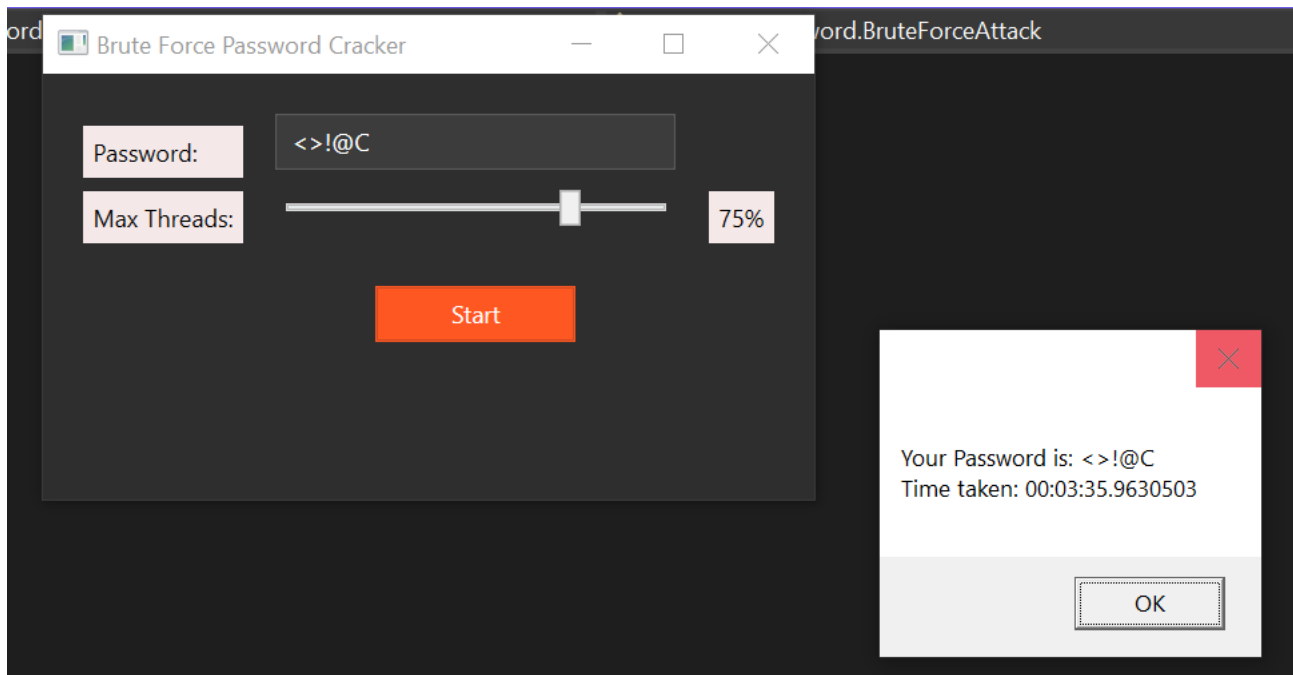 ord
Brute Force Password Cracker
word.BruteForceAttack
Password:
<>!@C
Max Threads:
75%
Start
Your Password is: <>!@C
Time taken: 00:03:35.9630503
OK